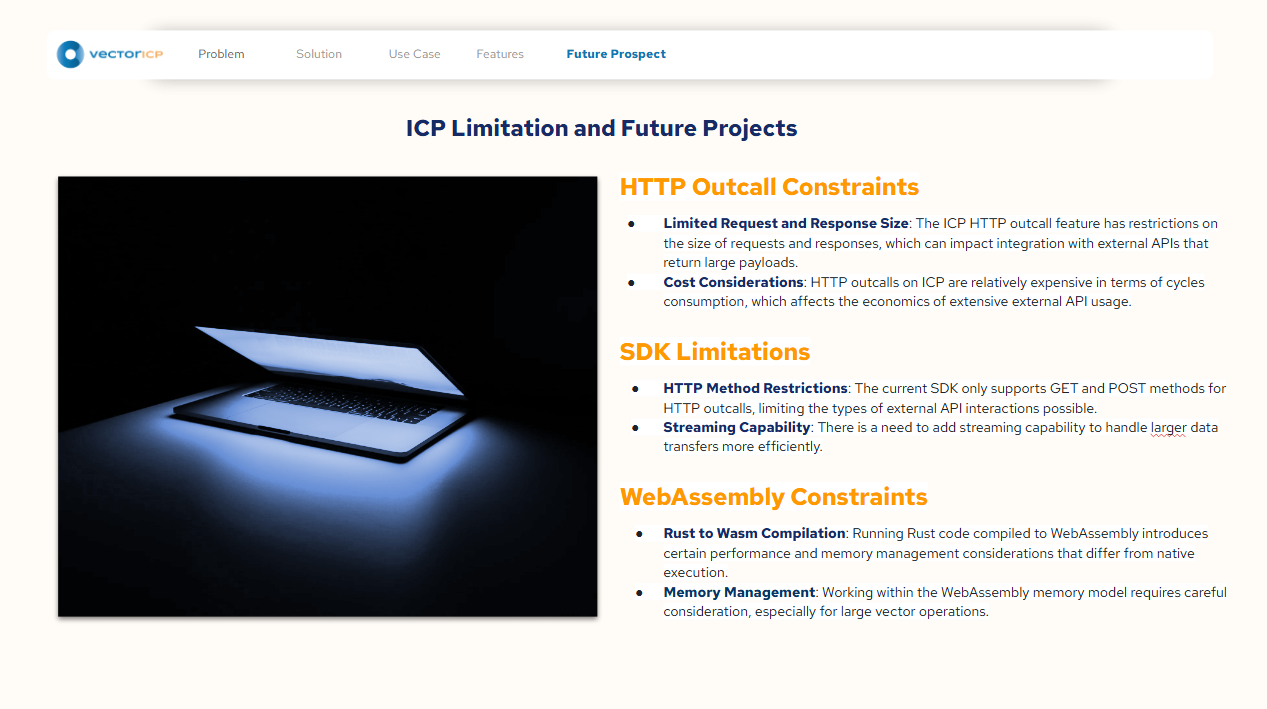 vectorICP
Problem
Solution
Use Case
Features
Future Prospect
ICP Limitation and Future Projects
HTTP Outcall Constraints
● Limited Request and Response Size: The ICP HTTP outcall feature has restrictions on
the size of requests and responses, which can impact integration with external APIs that
return large payloads.
● Cost Considerations: HTTP outcalls on ICP are relatively expensive in terms of cycles
consumption, which affects the economics of extensive external API usage.
SDK Limitations
● HTTP Method Restrictions: The current SDK only supports GET and POST methods for
HTTP outcalls, limiting the types of external API interactions possible.
● Streaming Capability: There is a need to add streaming capability to handle larger data
transfers more efficiently.
WebAssembly Constraints
● Rust to Wasm Compilation: Running Rust code compiled to WebAssembly introduces
certain performance and memory management considerations that differ from native
execution.
● Memory Management: Working within the WebAssembly memory model requires careful
consideration, especially for large vector operations.